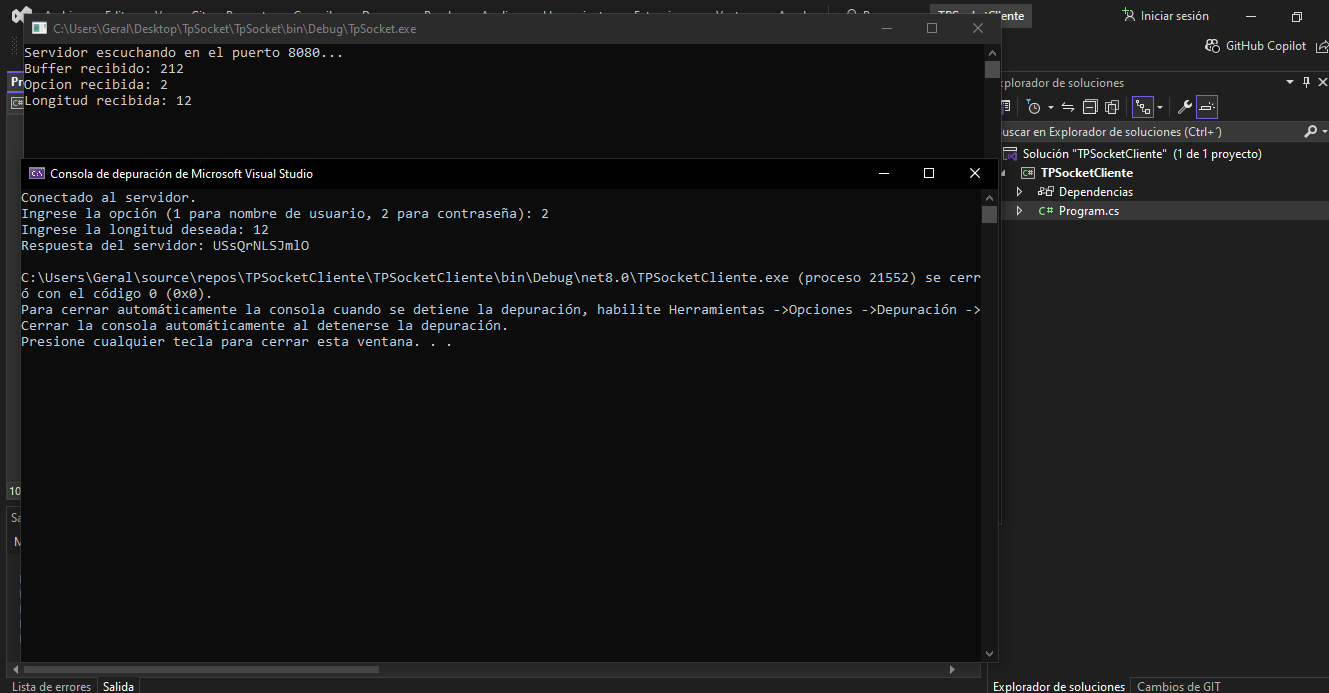 TPSocketCliente
Iniciar sesión
C:\Users\Geral\Desktop\TpSocket\Tpsocket\bin\Debug\TpSocket.exe
GitHub Copilot
Servidor escuchando en el puerto 8080...
Buffer recibido: 212
Opcion recibida: 2
Longitud recibida: 12
Explorador de soluciones
Buscar en Explorador de soluciones (Ctrl+´)
Solución "TPSocketCliente" (1 de 1 proyecto)
C# TPSocketCliente
Dependencias
C# Program.cs
Consola de depuración de Microsoft Visual Studio
Conectado al servidor.
Ingrese la opción (1 para nombre de usuario, 2 para contraseña): 2
Ingrese la longitud deseada: 12
Respuesta del servidor: USsQrNLSJmlO
C:\Users\Geral\source\repos\TPSocketCliente\TPSocketCliente\bin\Debug\net8.0\TPSocketCliente.exe (proceso 21552) se cerr
ó con el código 0 (0x0).
Para cerrar automáticamente la consola cuando se detiene la depuración, habilite Herramientas ->Opciones ->Depuración ->
Cerrar la consola automáticamente al detenerse la depuración.
Presione cualquier tecla para cerrar esta ventana. . .
Lista de errores
Salida
Explorador de soluciones
Cambios de GIT